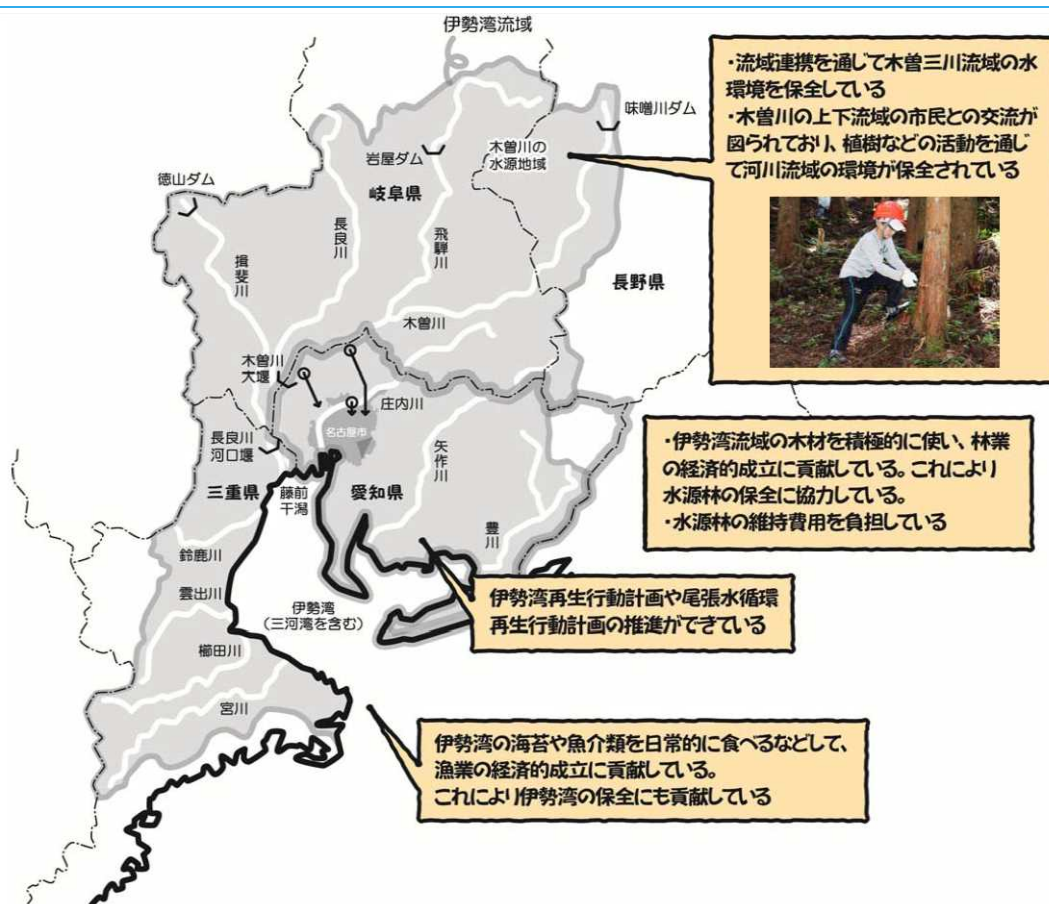 伊勢湾流域
・流域連携を通じて木曽三川流域の水
環境を保全している
・木曽川の上下流域の市民との交流が
図られており、植樹などの活動を通じ
て河川流域の環境が保全されている
味噌川ダム
木曽川の
水源地域
岩屋ダム
岐阜県
徳山ダム
長良川
飛騨川
揖斐川
長野県
木曽川
木曽川
大堰
庄内川
名古屋市
長良川
河口堰
矢作川
・伊勢湾流域の木材を積極的に使い、林業
の経済的成立に貢献している。これにより
水源林の保全に協力している。
・水源林の維持費用を負担している
三重県
藤前
干潟
愛知県
豊川
鈴鹿川
雲出川
伊勢湾
(三河湾を含む)
伊勢湾再生行動計画や尾張水循環
再生行動計画の推進ができている
櫛田川
宮川
伊勢湾の海苔や魚介類を日常的に食べるなどして、
漁業の経済的成立に貢献している。
これにより伊勢湾の保全にも貢献している